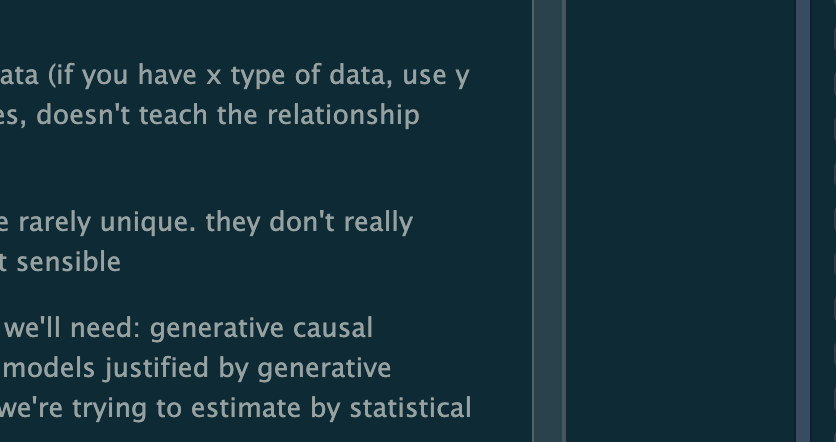 ata (if you have x type of data, use y
es, doesn't teach the relationship
e rarely unique. they don't really
t sensible
we'll need: generative causal
models justified by generative
we're trying to estimate by statistical